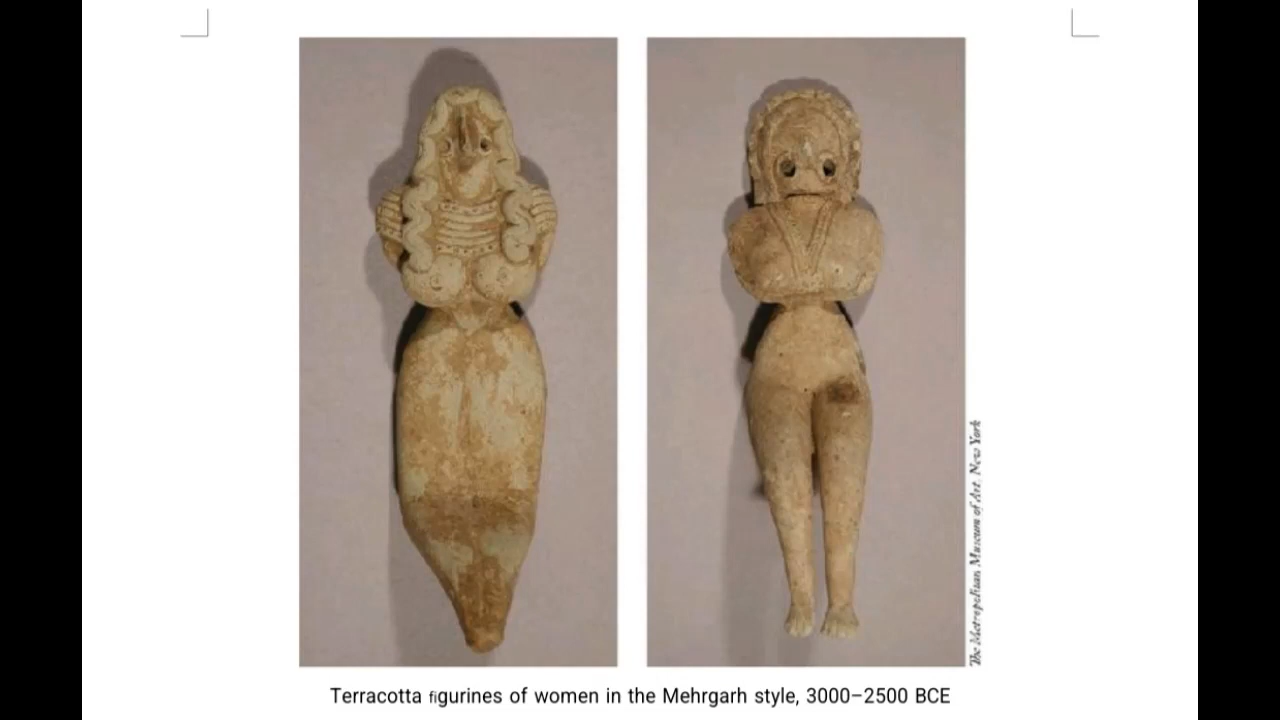 The Metropolitan Museum of Art, New York
Terracotta figurines of women in the Mehrgarh style, 3000–2500 BCE